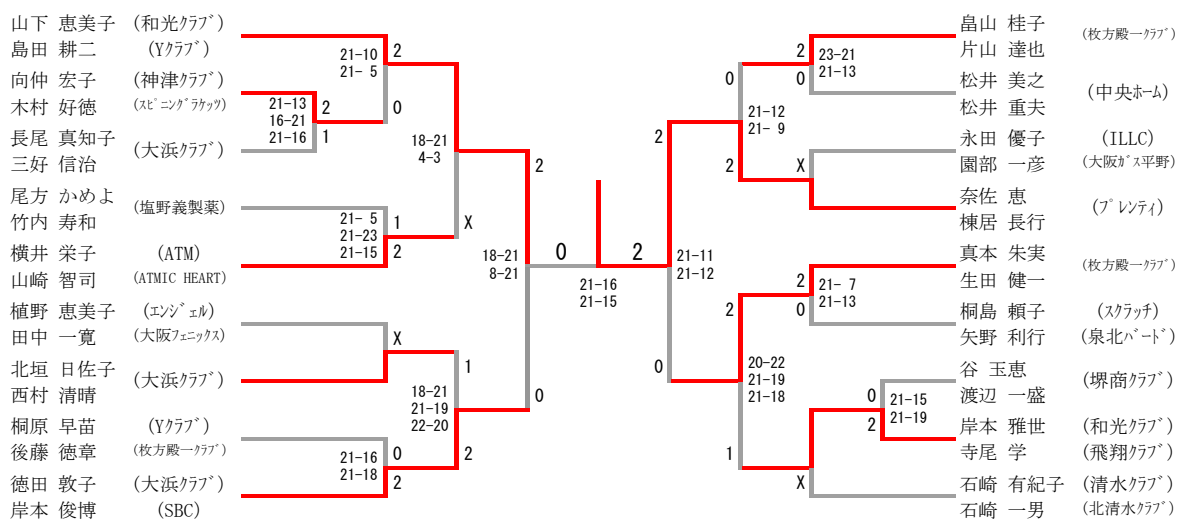 山下 恵美子 (和光ｸﾗﾌﾞ)
島田 耕二 (Yｸﾗﾌﾞ)
向仲 宏子 (神津ｸﾗﾌﾞ)
木村 好徳 (ｽﾋﾟﾆﾝｸﾞﾗｹｯﾂ)
長尾 真知子
(大浜ｸﾗﾌﾞ)
三好 信治
尾方 かめよ
(塩野義製薬)
竹内 寿和
横井 栄子 (ATM)
山崎 智司 (ATMIC HEART)
植野 恵美子 (ｴﾝｼﾞｪﾙ)
田中 一寛 (大阪ﾌｪﾆックス)
北垣 日佐子
(大浜ｸﾗﾌﾞ)
西村 清晴
桐原 早苗 (Yｸﾗﾌﾞ)
後藤 徳章 (枚方殿一ｸﾗﾌﾞ)
徳田 敦子 (大浜ｸﾗﾌﾞ)
岸本 俊博 (SBC)
21-10
21- 5
2
0
21-13
16-21
21-16
2
1
18-21
4-3
2
X
21- 5
21-23
21-15
1
2
18-21
8-21
0
X
1
18-21
21-19
22-20
2
0
21-16
21-18
0
2
0
2
21-16
21-15
畠山 桂子
(枚方殿一ｸﾗﾌﾞ)
片山 達也
松井 美之
(中央ﾎｰﾑ)
松井 重夫
永田 優子 (ILLC)
園部 一彦 (大阪ｶﾞｽ平野)
奈佐 恵
(ﾌﾟﾚﾝﾃｨ)
棟居 長行
真本 朱実
(枚方殿一ｸﾗﾌﾞ)
生田 健一
桐島 頼子 (ｽｸﾗｯﾁ)
矢野 利行 (泉北ﾊﾞｰﾄﾞ)
谷 玉恵
(堺商ｸﾗﾌﾞ)
渡辺 一盛
岸本 雅世 (和光ｸﾗﾌﾞ)
寺尾 学 (飛翔ｸﾗﾌﾞ)
石崎 有紀子 (清水ｸﾗﾌﾞ)
石崎 一男 (北清水ｸﾗﾌﾞ)
2
0
23-21
21-13
0
2
21-12
21- 9
X
2
0
21-11
21-12
2
0
21- 7
21-13
2
1
20-22
21-19
21-18
0
2
21-15
21-19
X